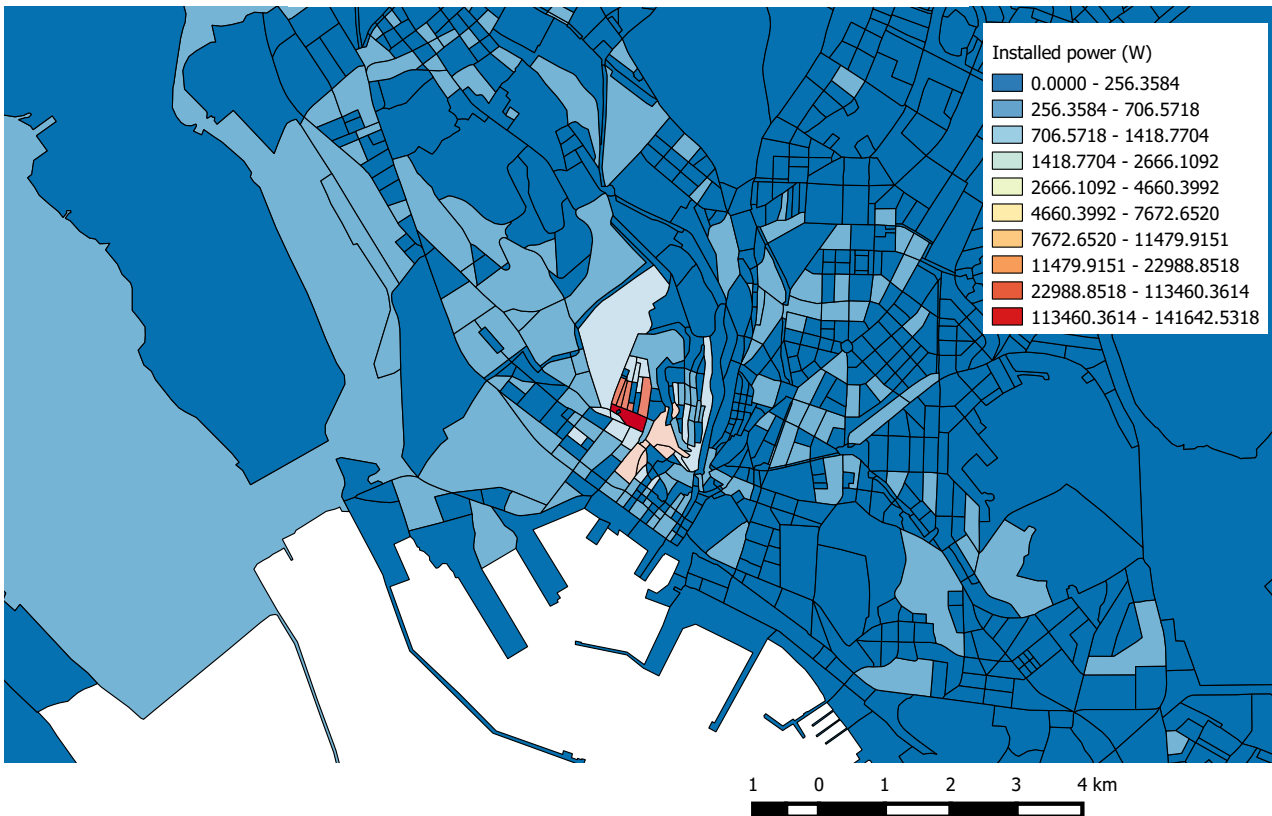 Installed power (W)
0.0000 - 256.3584
256.3584 - 706.5718
706.5718 - 1418.7704
1418.7704 - 2666.1092
2666.1092 - 4660.3992
4660.3992 - 7672.6520
7672.6520 - 11479.9151
11479.9151 - 22988.8518
22988.8518 - 113460.3614
113460.3614 - 141642.5318
1 0 1 2 3 4 km